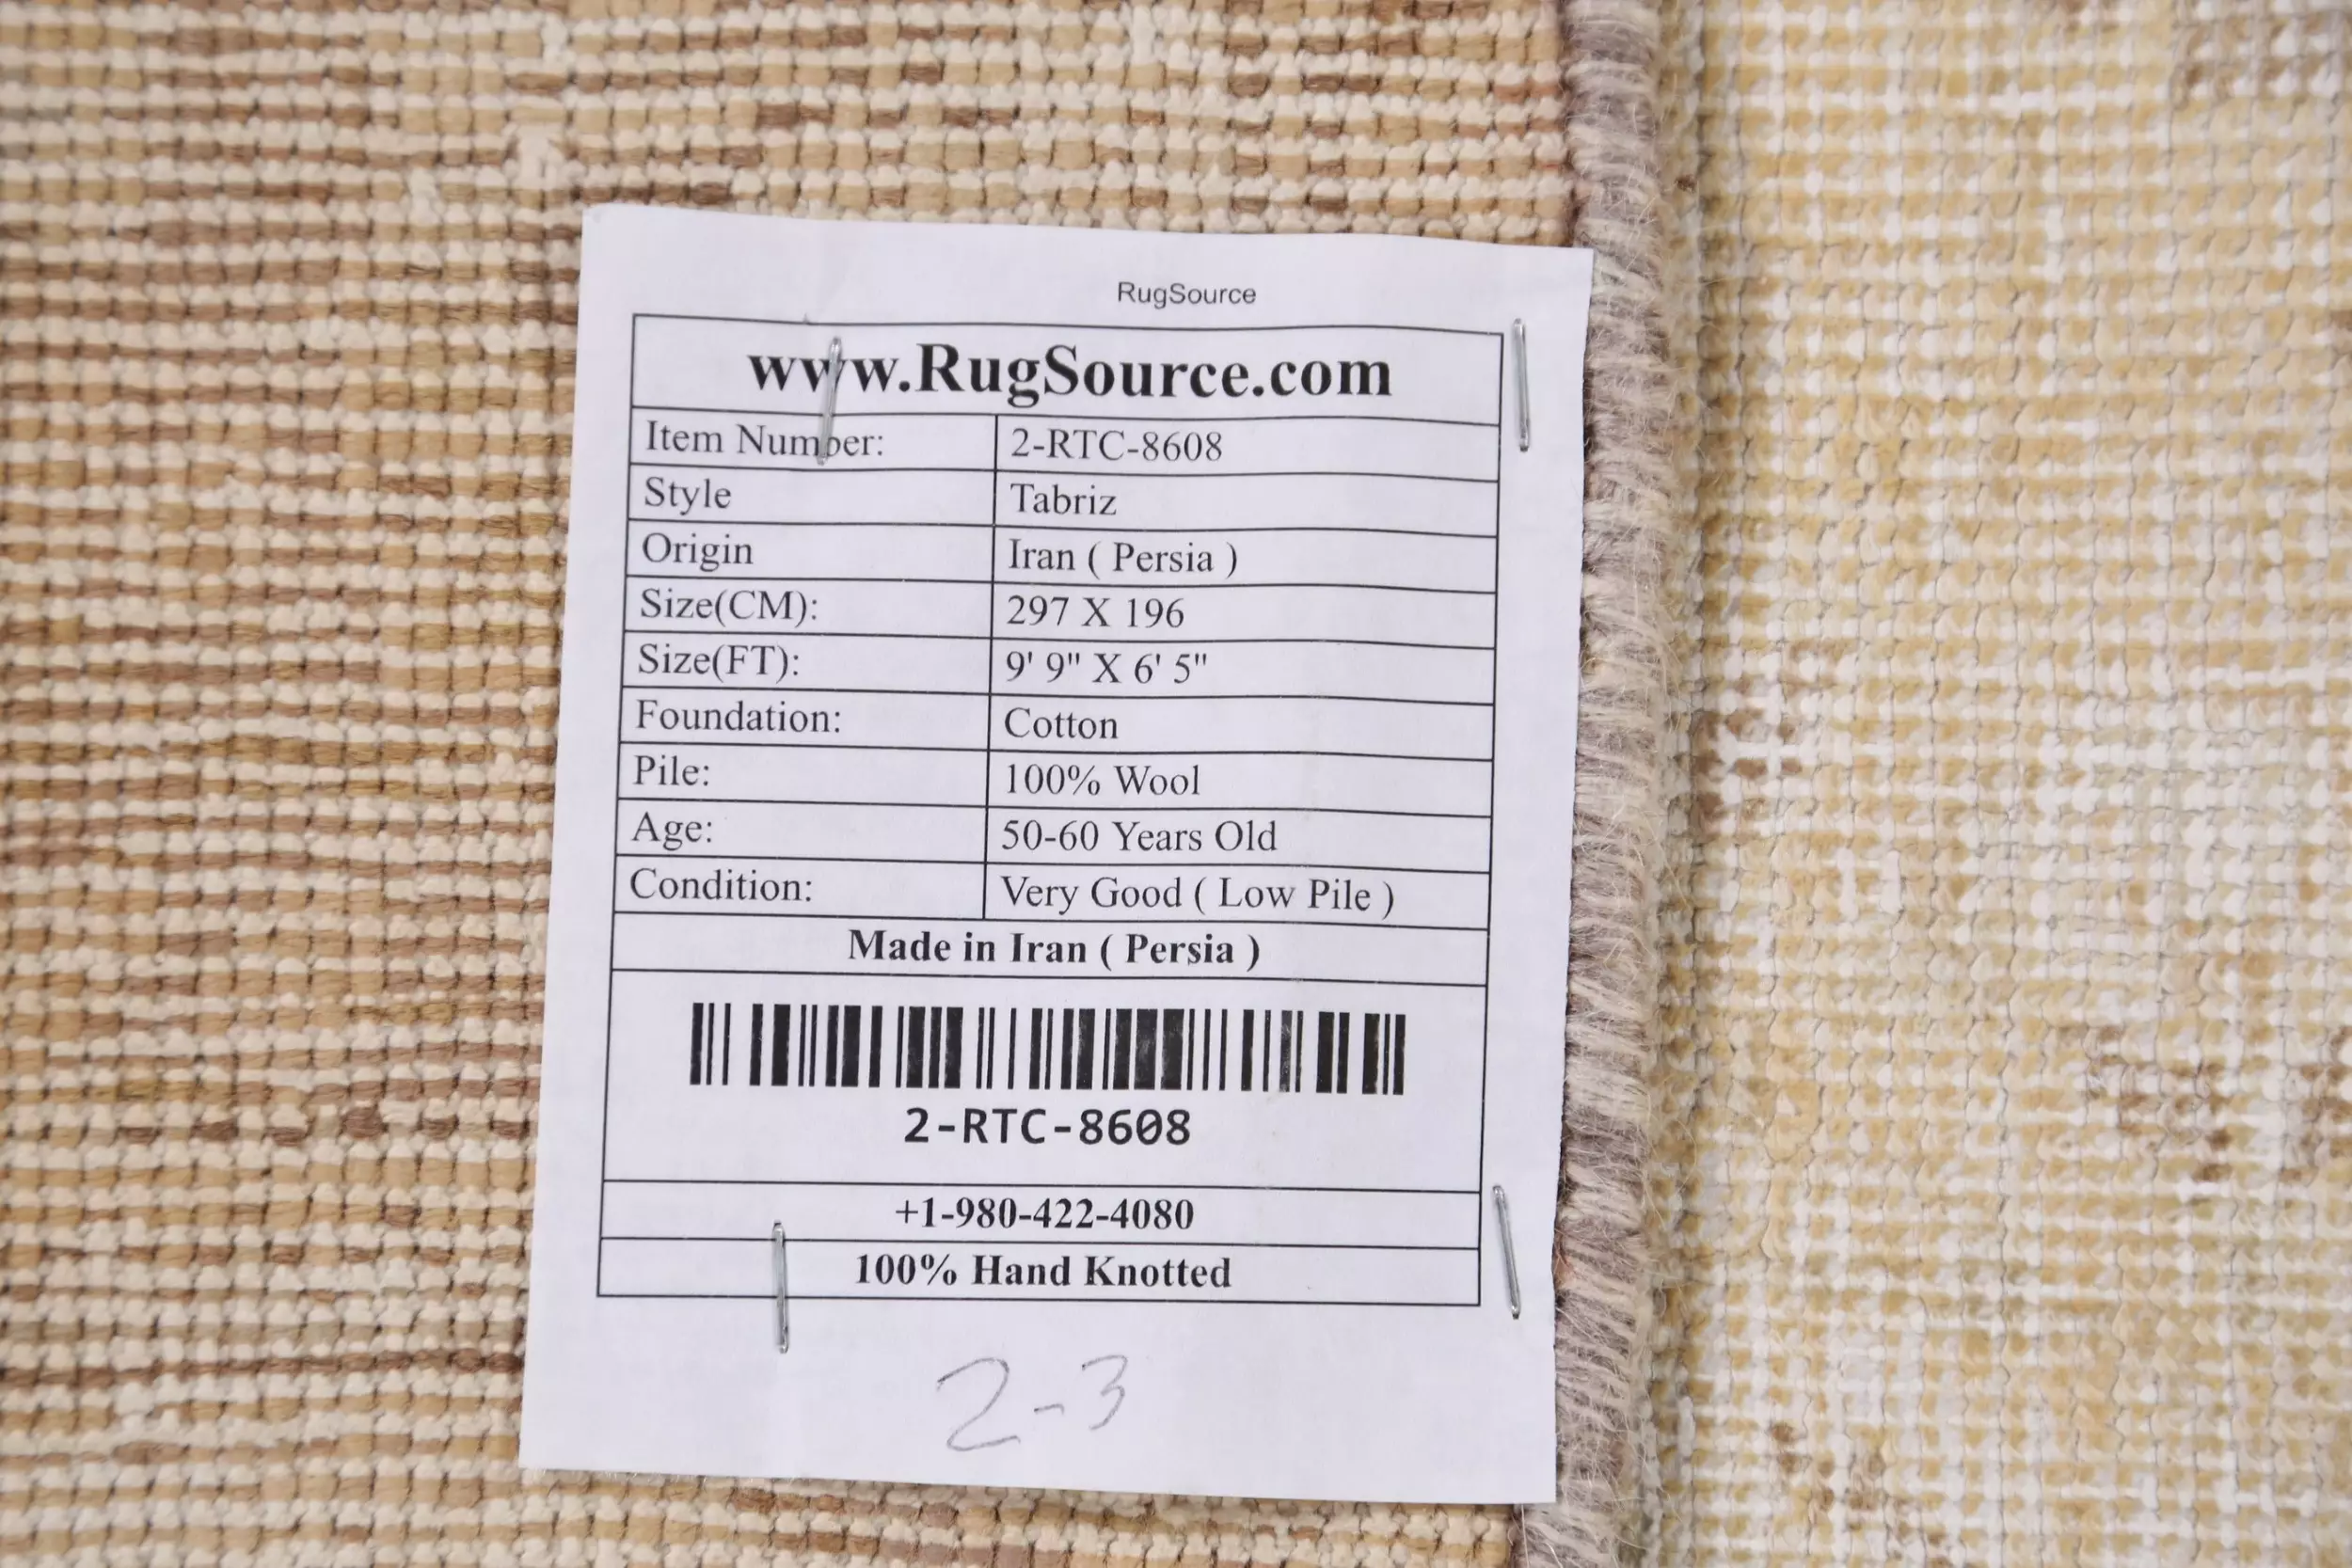 RugSource
www.RugSource.com
Item Number: 2-RTC-8608
Style Tabriz
Origin Iran ( Persia )
Size(CM): 297 X 196
Size(FT): 9' 9" X 6' 5"
Foundation: Cotton
Pile: 100% Wool
Age: 50-60 Years Old
Condition: Very Good ( Low Pile )
Made in Iran ( Persia )
2-RTC-8608
+1-980-422-4080
100% Hand Knotted
2-3